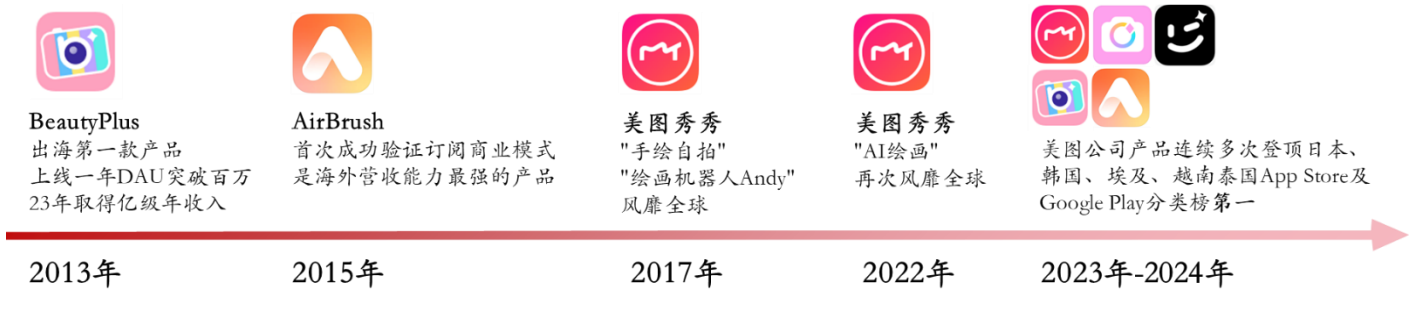 BeautyPlus
出海第一款产品
上线一年DAU突破百万
23年取得亿级年收入
AirBrush
首次成功验证订阅商业模式
是海外营收能力最强的产品
美图秀秀
"手绘自拍"
"绘画机器人Andy"
风靡全球
美图秀秀
"AI绘画"
再次风靡全球
美图公司产品连续多次登顶日本、
韩国、埃及、越南泰国App Store及
Google Play分类榜第一
2013年
2015年
2017年
2022年
2023年-2024年